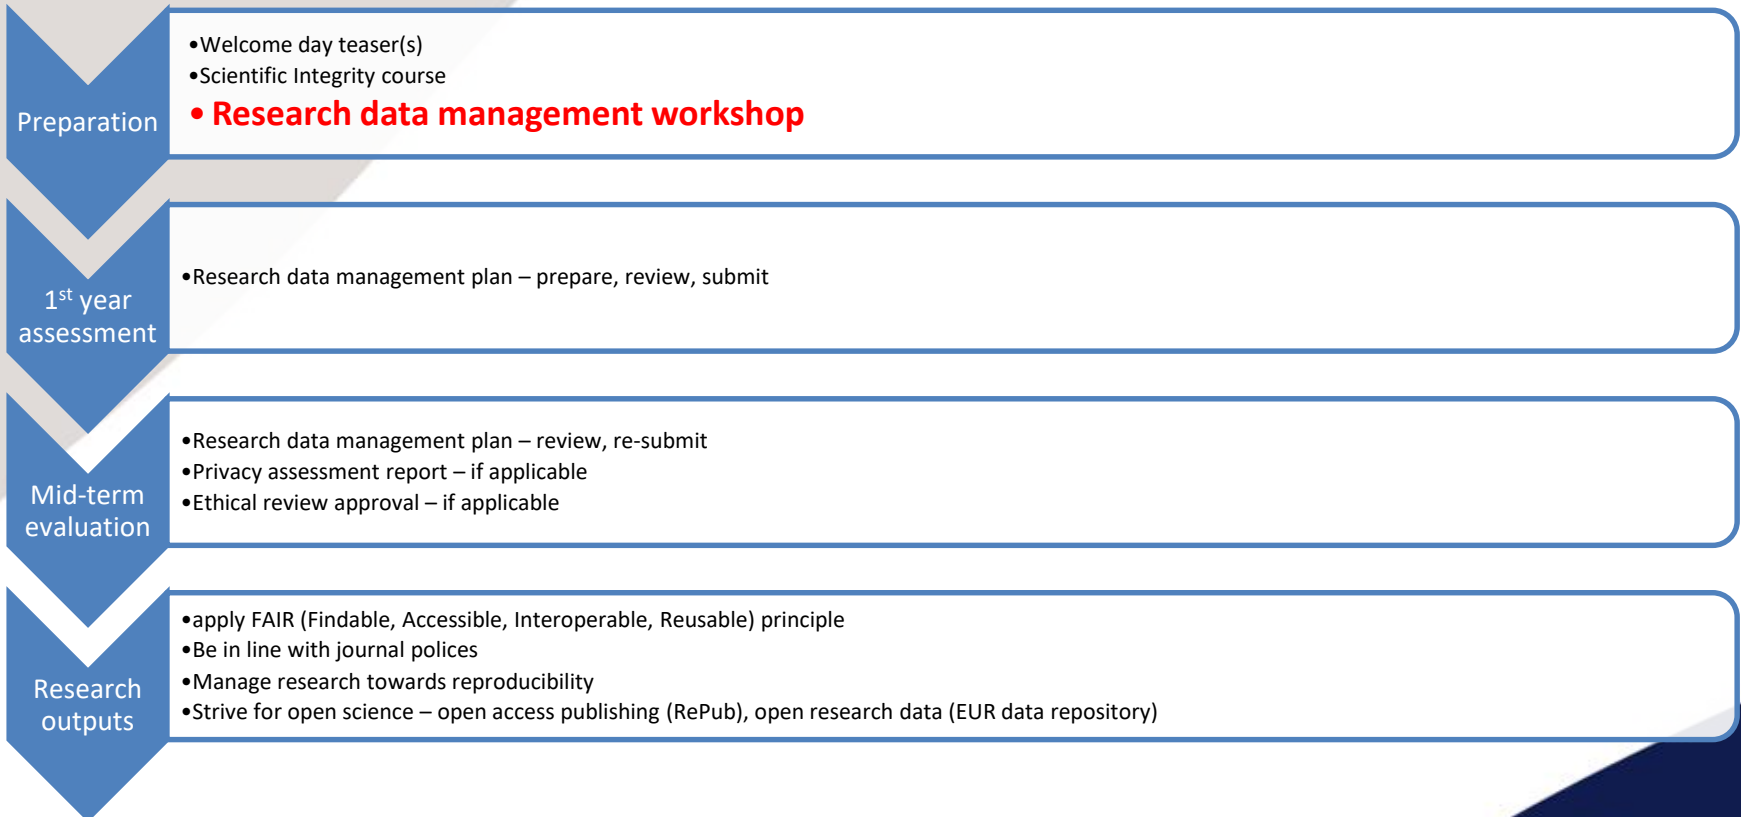 Preparation
•Welcome day teaser(s)
•Scientific Integrity course
• Research data management workshop
1st year
assessment
•Research data management plan – prepare, review, submit
Mid-term
evaluation
•Research data management plan – review, re-submit
•Privacy assessment report – if applicable
•Ethical review approval – if applicable
Research
outputs
•apply FAIR (Findable, Accessible, Interoperable, Reusable) principle
•Be in line with journal polices
•Manage research towards reproducibility
•Strive for open science – open access publishing (RePub), open research data (EUR data repository)